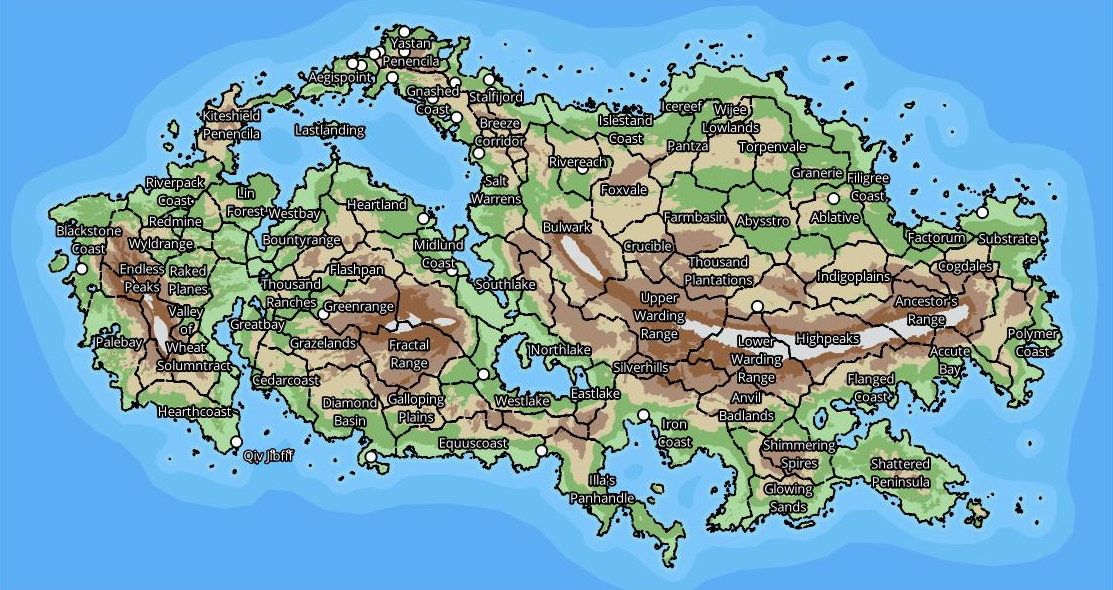 Yastan
Penencila
Aegispoint
Gnashed
Coast
Stalfjord
Kiteshield
Penencila
Lastlanding
Breeze
Corridor
Islestand
Coast
Icereef
Wijee
Lowlands
Pantza
Torpenvale
Rivereach
Foxvale
Granerie
Filigree
Coast
Riverpack
Coast
Lin
Forest
Westbay
Heartland
Salt
Warrens
Redmine
Wyldrange
Blackstone
Coast
Bountyrange
Midlund
Coast
Bulwark
Crucible
Farmbasin
Abysstro
Ablative
Factorum
Substrate
Cogdales
Endless
Peaks
Raked
Planes
Flashpan
Thousand
Ranches
Greenrange
Southlake
Thousand
Plantations
Indigoplains
Upper
Warding
Range
Ancestor's
Range
Valley
of
Wheat
Greatbay
Palebay
Solumntract
Grazelands
Fractal
Range
Northlake
Lower
Warding
Range
Highpeaks
Accute
Bay
Polymer
Coast
Cedarcoast
Silverhills
Eastlake
Westlake
Flanged
Coast
Hearthcoast
Diamond
Basin
Galloping
Plains
Anvil
Badlands
Qiv Jibfif
Equuscoast
Iron
Coast
Shimmering
Spires
Shattered
Peninsula
Illa's
Panhandle
Glowing
Sands